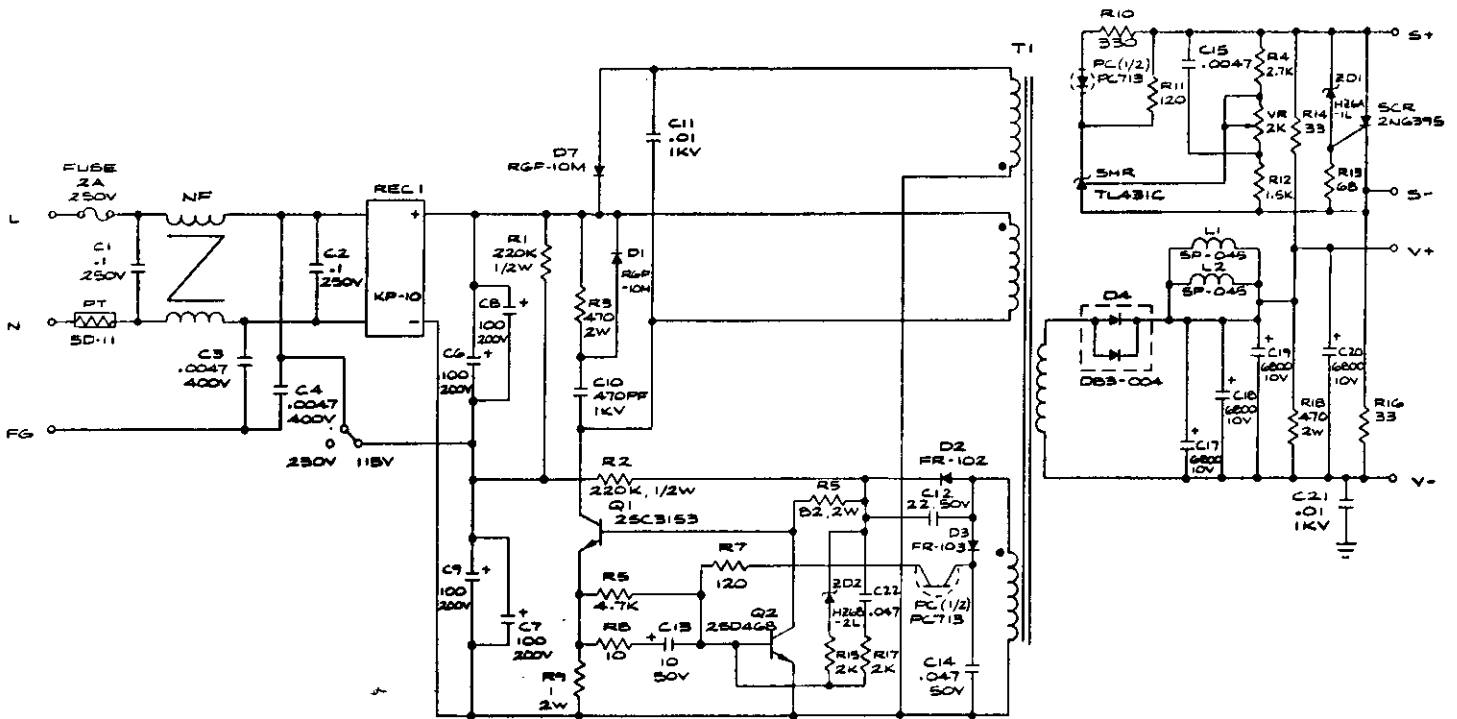 R10
330
T1
S+
C15
.0047
R4
2.7K
PC(1/2)
PC713
R11
120
ZD1
HZ6A
-1L
SCR
2N6395
VR
2K
R14
33
C11
.01
1KV
D7
RGP-10M
FUSE
2A
250V
NF
REC1
SHR
TL431C
R12
1.5K
R13
68
S-
L
+
R1
220K
1/2W
D1
RGP
-10M
L1
SP-045
L2
SP-045
V+
C1
.1
250V
C2
.1
250V
KP-10
C8
+
100
200V
R3
470
2W
D4
N
PT
SD-11
-
DB3-004
C3
.0047
400V
C6
+
100
200V
C10
470PF
1KV
+
C19
6800
10V
+
C20
6800
10V
C4
.0047
400V
+
C18
6800
10V
R18
470
2W
R16
33
FG
230V
115V
+
C17
6800
10V
D2
FR-102
R2
220K, 1/2W
R5
82,2W
C12
22,50V
V-
C21
.01
1KV
Q1
2SC3153
D3
FR-103
R7
120
C9
+
100
200V
R5
4.7K
ZD2
HZ6B
-2L
C22
.047
PC(1/2)
PC713
+
C7
100
200V
R8
10
+
C13
10
50V
Q2
2SD468
R15
2K
R17
2K
C14
.047
50V
R9
1
2W